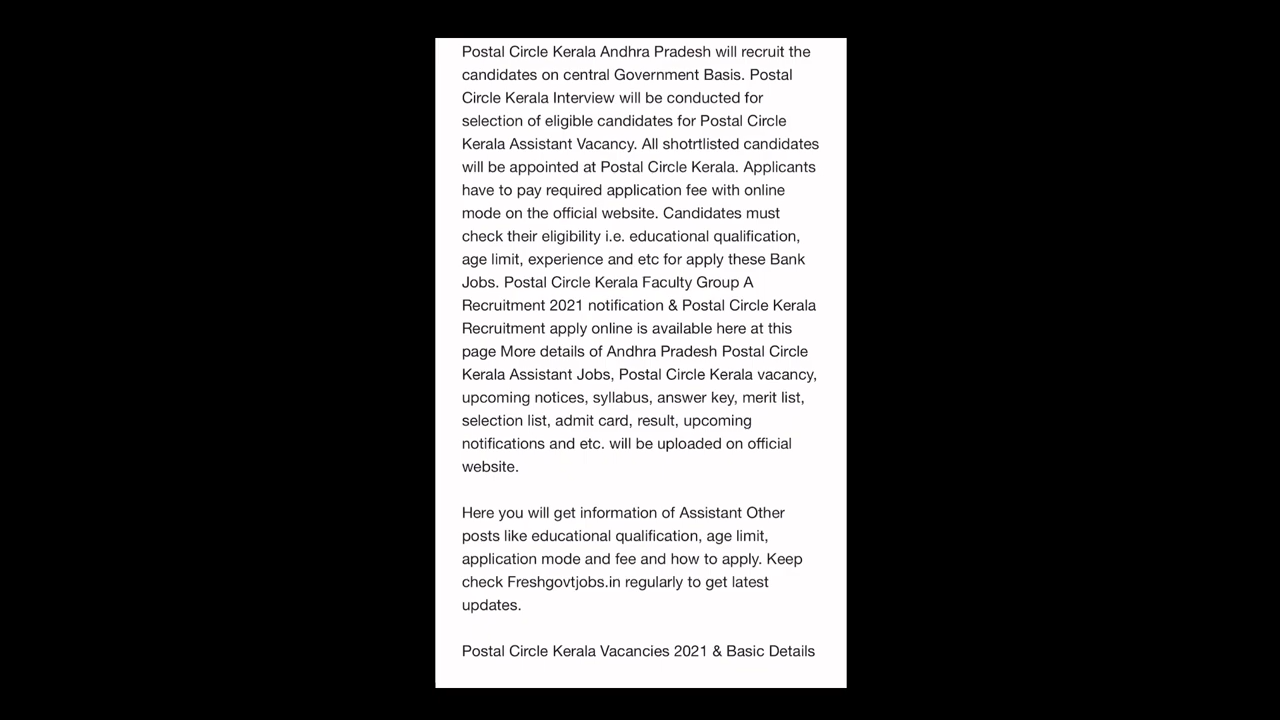 Postal Circle Kerala Andhra Pradesh will recruit the
candidates on central Government Basis. Postal
Circle Kerala Interview will be conducted for
selection of eligible candidates for Postal Circle
Kerala Assistant Vacancy. All shotrtlisted candidates
will be appointed at Postal Circle Kerala. Applicants
have to pay required application fee with online
mode on the official website. Candidates must
check their eligibility i.e. educational qualification,
age limit, experience and etc for apply these Bank
Jobs. Postal Circle Kerala Faculty Group A
Recruitment 2021 notification & Postal Circle Kerala
Recruitment apply online is available here at this
page More details of Andhra Pradesh Postal Circle
Kerala Assistant Jobs, Postal Circle Kerala vacancy,
upcoming notices, syllabus, answer key, merit list,
selection list, admit card, result, upcoming
notifications and etc. will be uploaded on official
website.
Here you will get information of Assistant Other
posts like educational qualification, age limit,
application mode and fee and how to apply. Keep
check Freshgovtjobs.in regularly to get latest
updates.
Postal Circle Kerala Vacancies 2021 & Basic Details